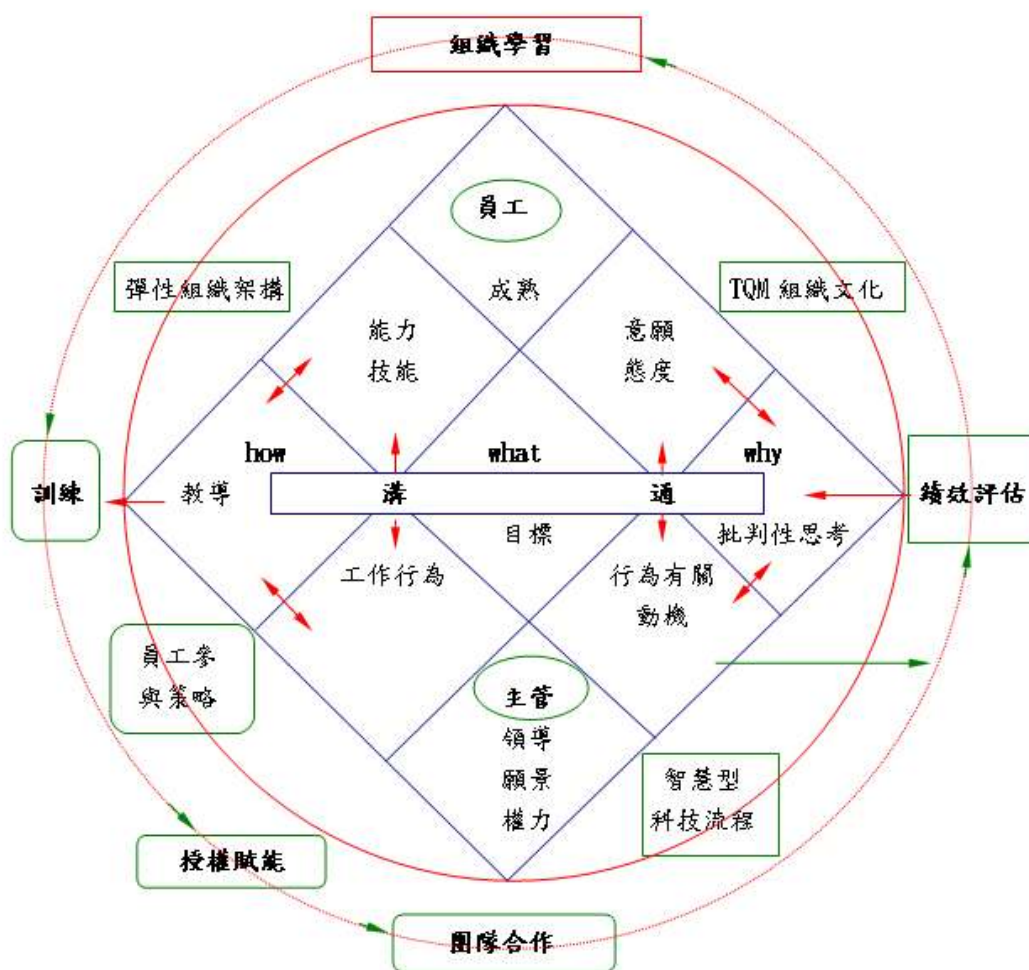 組織學習
員工
彈性組織架構
成熟
TQM 組織文化
能力
技能
意願
態度
how
what
why
訓練
教導
溝 通
績效評估
目標
批判性思考
工作行為
行為有關
動機
員工參
與策略
主管
領導
願景
權力
智慧型
科技流程
授權賦能
團隊合作